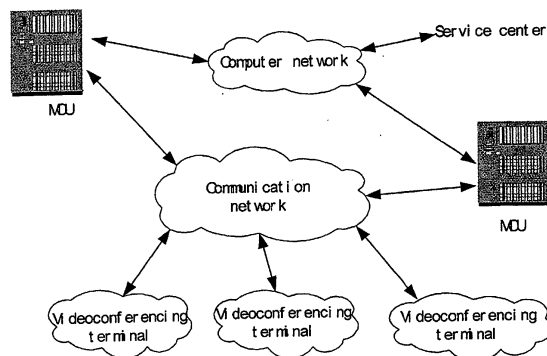 Service center
Computer network
MCU
MCU
Communication
network
Videoconferencing
terminal
Videoconferencing
terminal
Videoconferencing
terminal